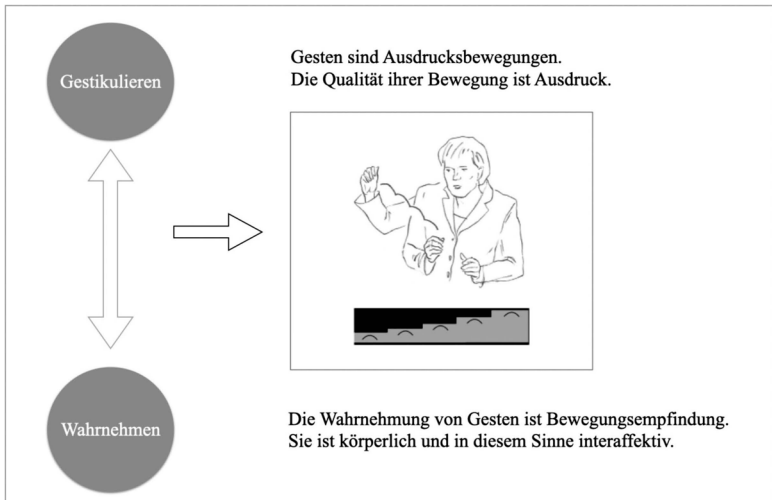 Gestikulieren
Gesten sind Ausdrucksbewegungen.
Die Qualität ihrer Bewegung ist Ausdruck.
Wahrnehmen
Die Wahrnehmung von Gesten ist Bewegungsempfindung.
Sie ist körperlich und in diesem Sinne interaffektiv.